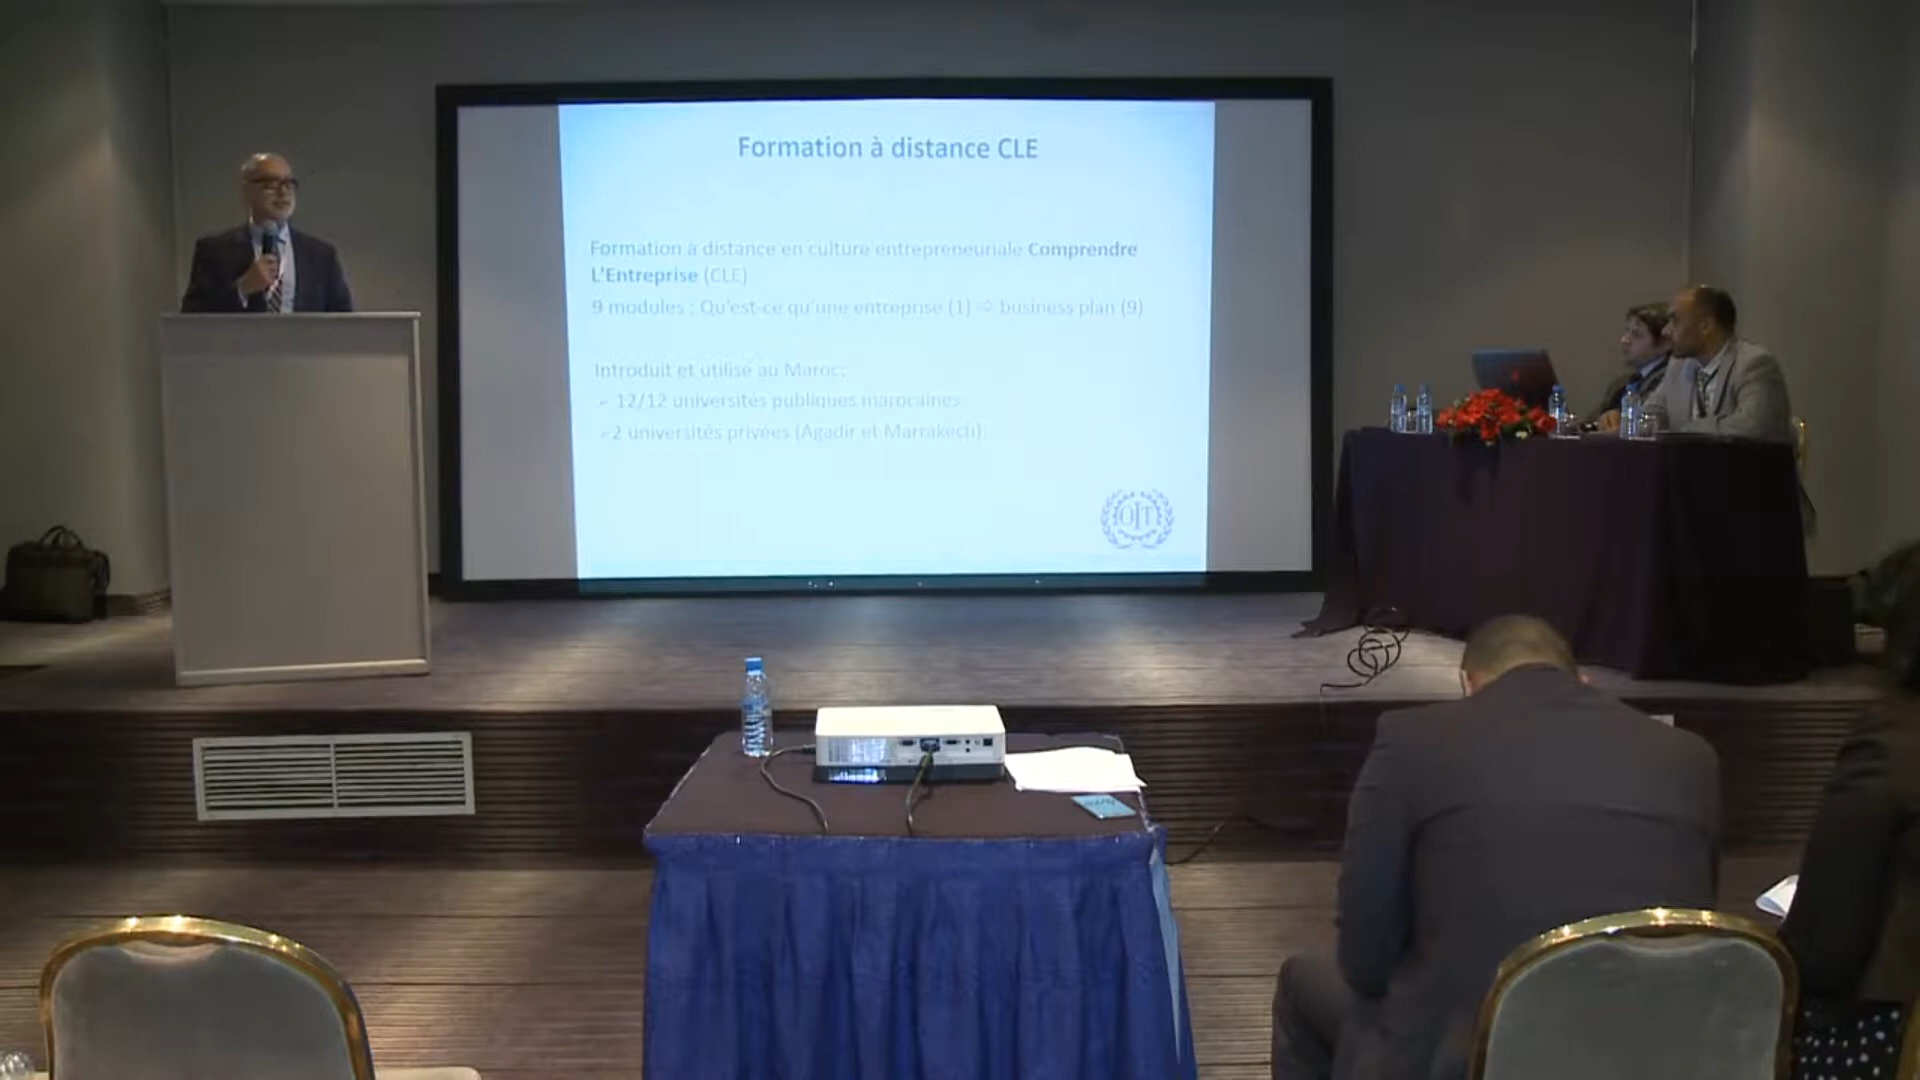 Formation à distance CLE
Formation à distance en culture entrepreneuriale Comprendre
L'Entreprise (CLE)
9 modules : Qu'est-ce qu'une entreprise (1) ⇨ business plan (9)
Introduit et utilisé au Maroc:
➢ 12/12 universités publiques marocaines
➢ 2 universités privées (Agadir et Marrakech).
OIT